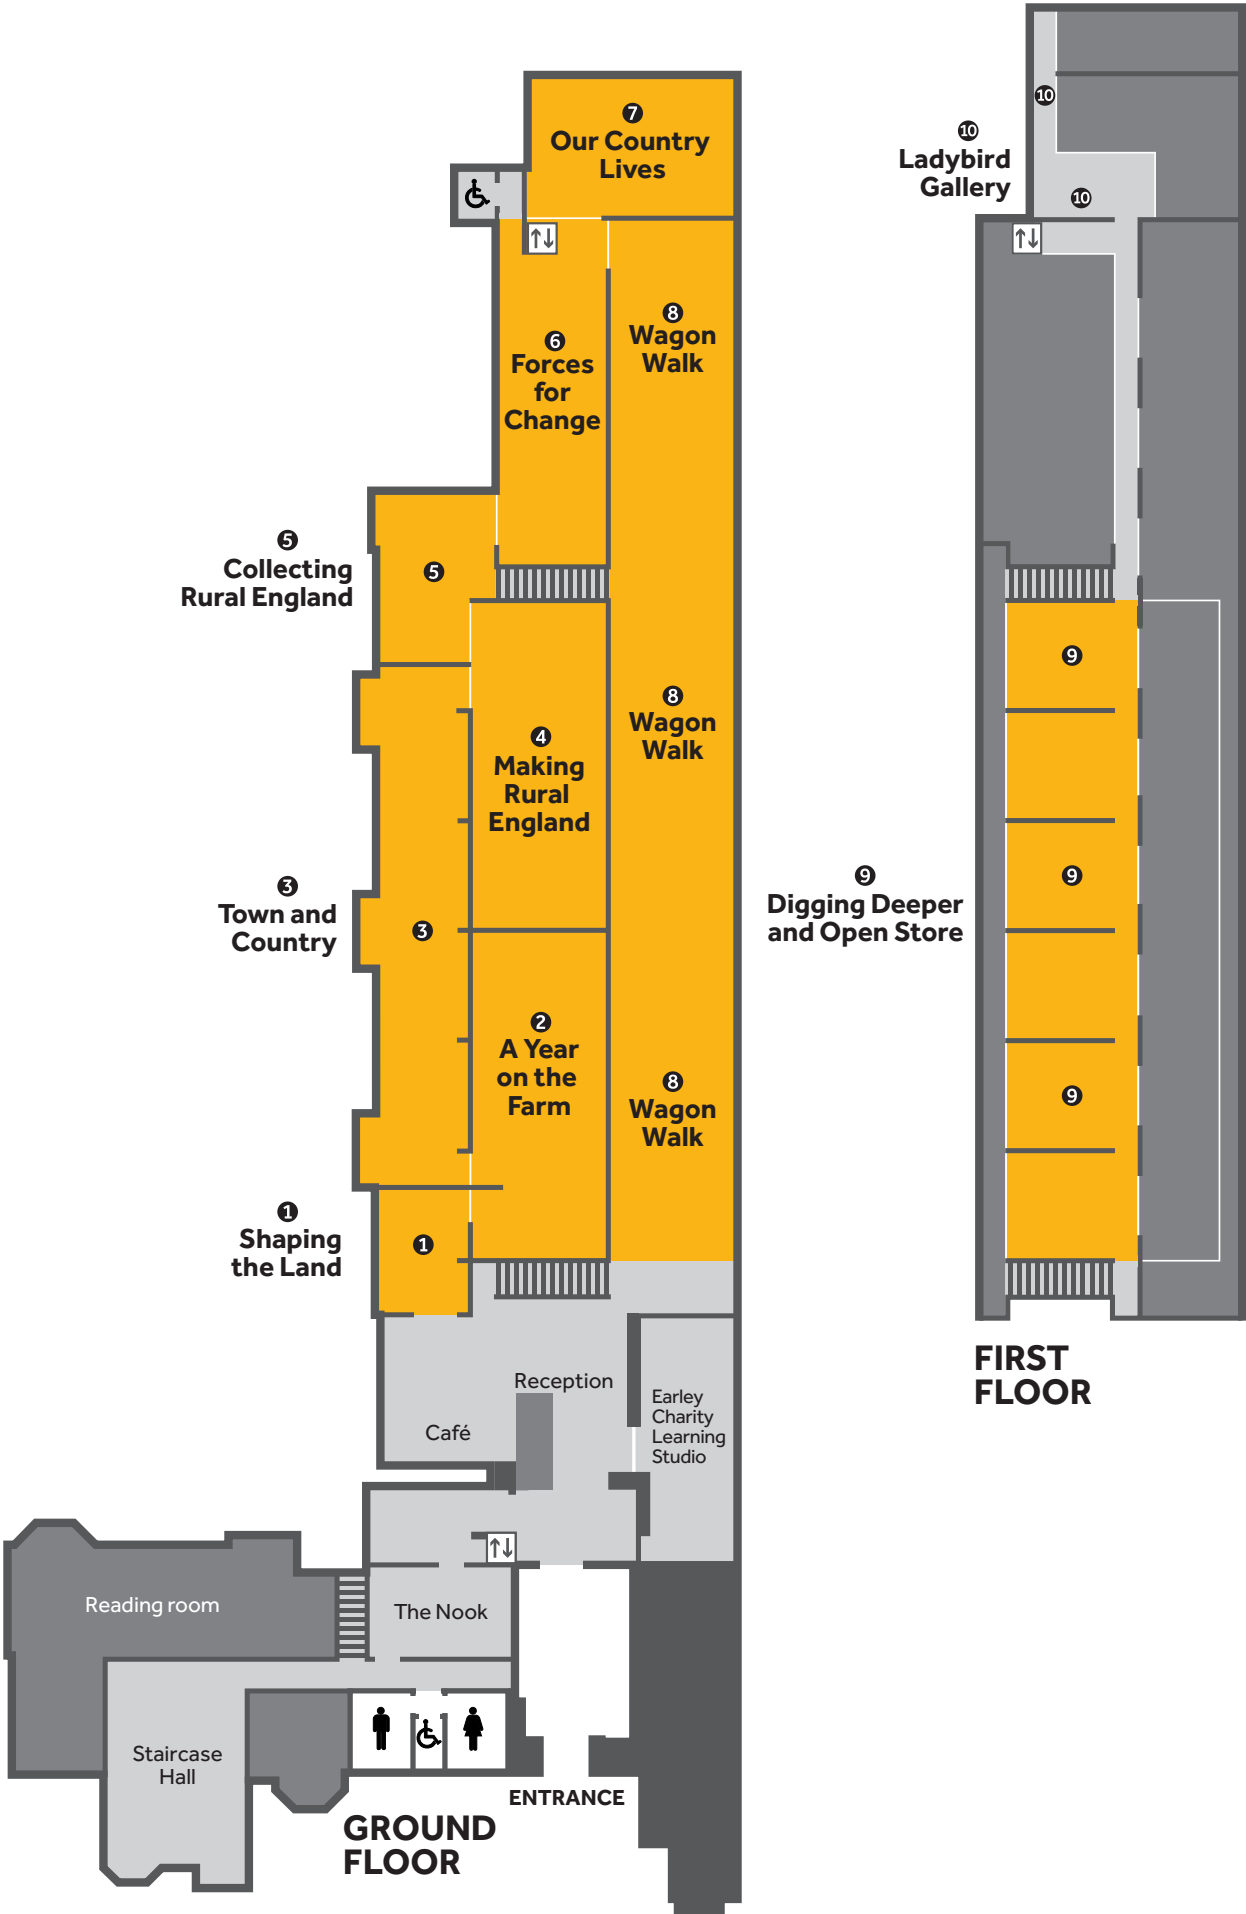 7
Our Country
Lives
6
Forces
for
Change
8
Wagon
Walk
5
Collecting
Rural England
5
4
Making
Rural
England
8
Wagon
Walk
3
Town and
Country
3
2
A Year
on the
Farm
8
Wagon
Walk
1
Shaping
the Land
1
Reception
Café
Earley
Charity
Learning
Studio
Reading room
The Nook
Staircase
Hall
ENTRANCE
GROUND
FLOOR
10
10
Ladybird
Gallery
10
9
9
Digging Deeper
and Open Store
9
9
FIRST
FLOOR